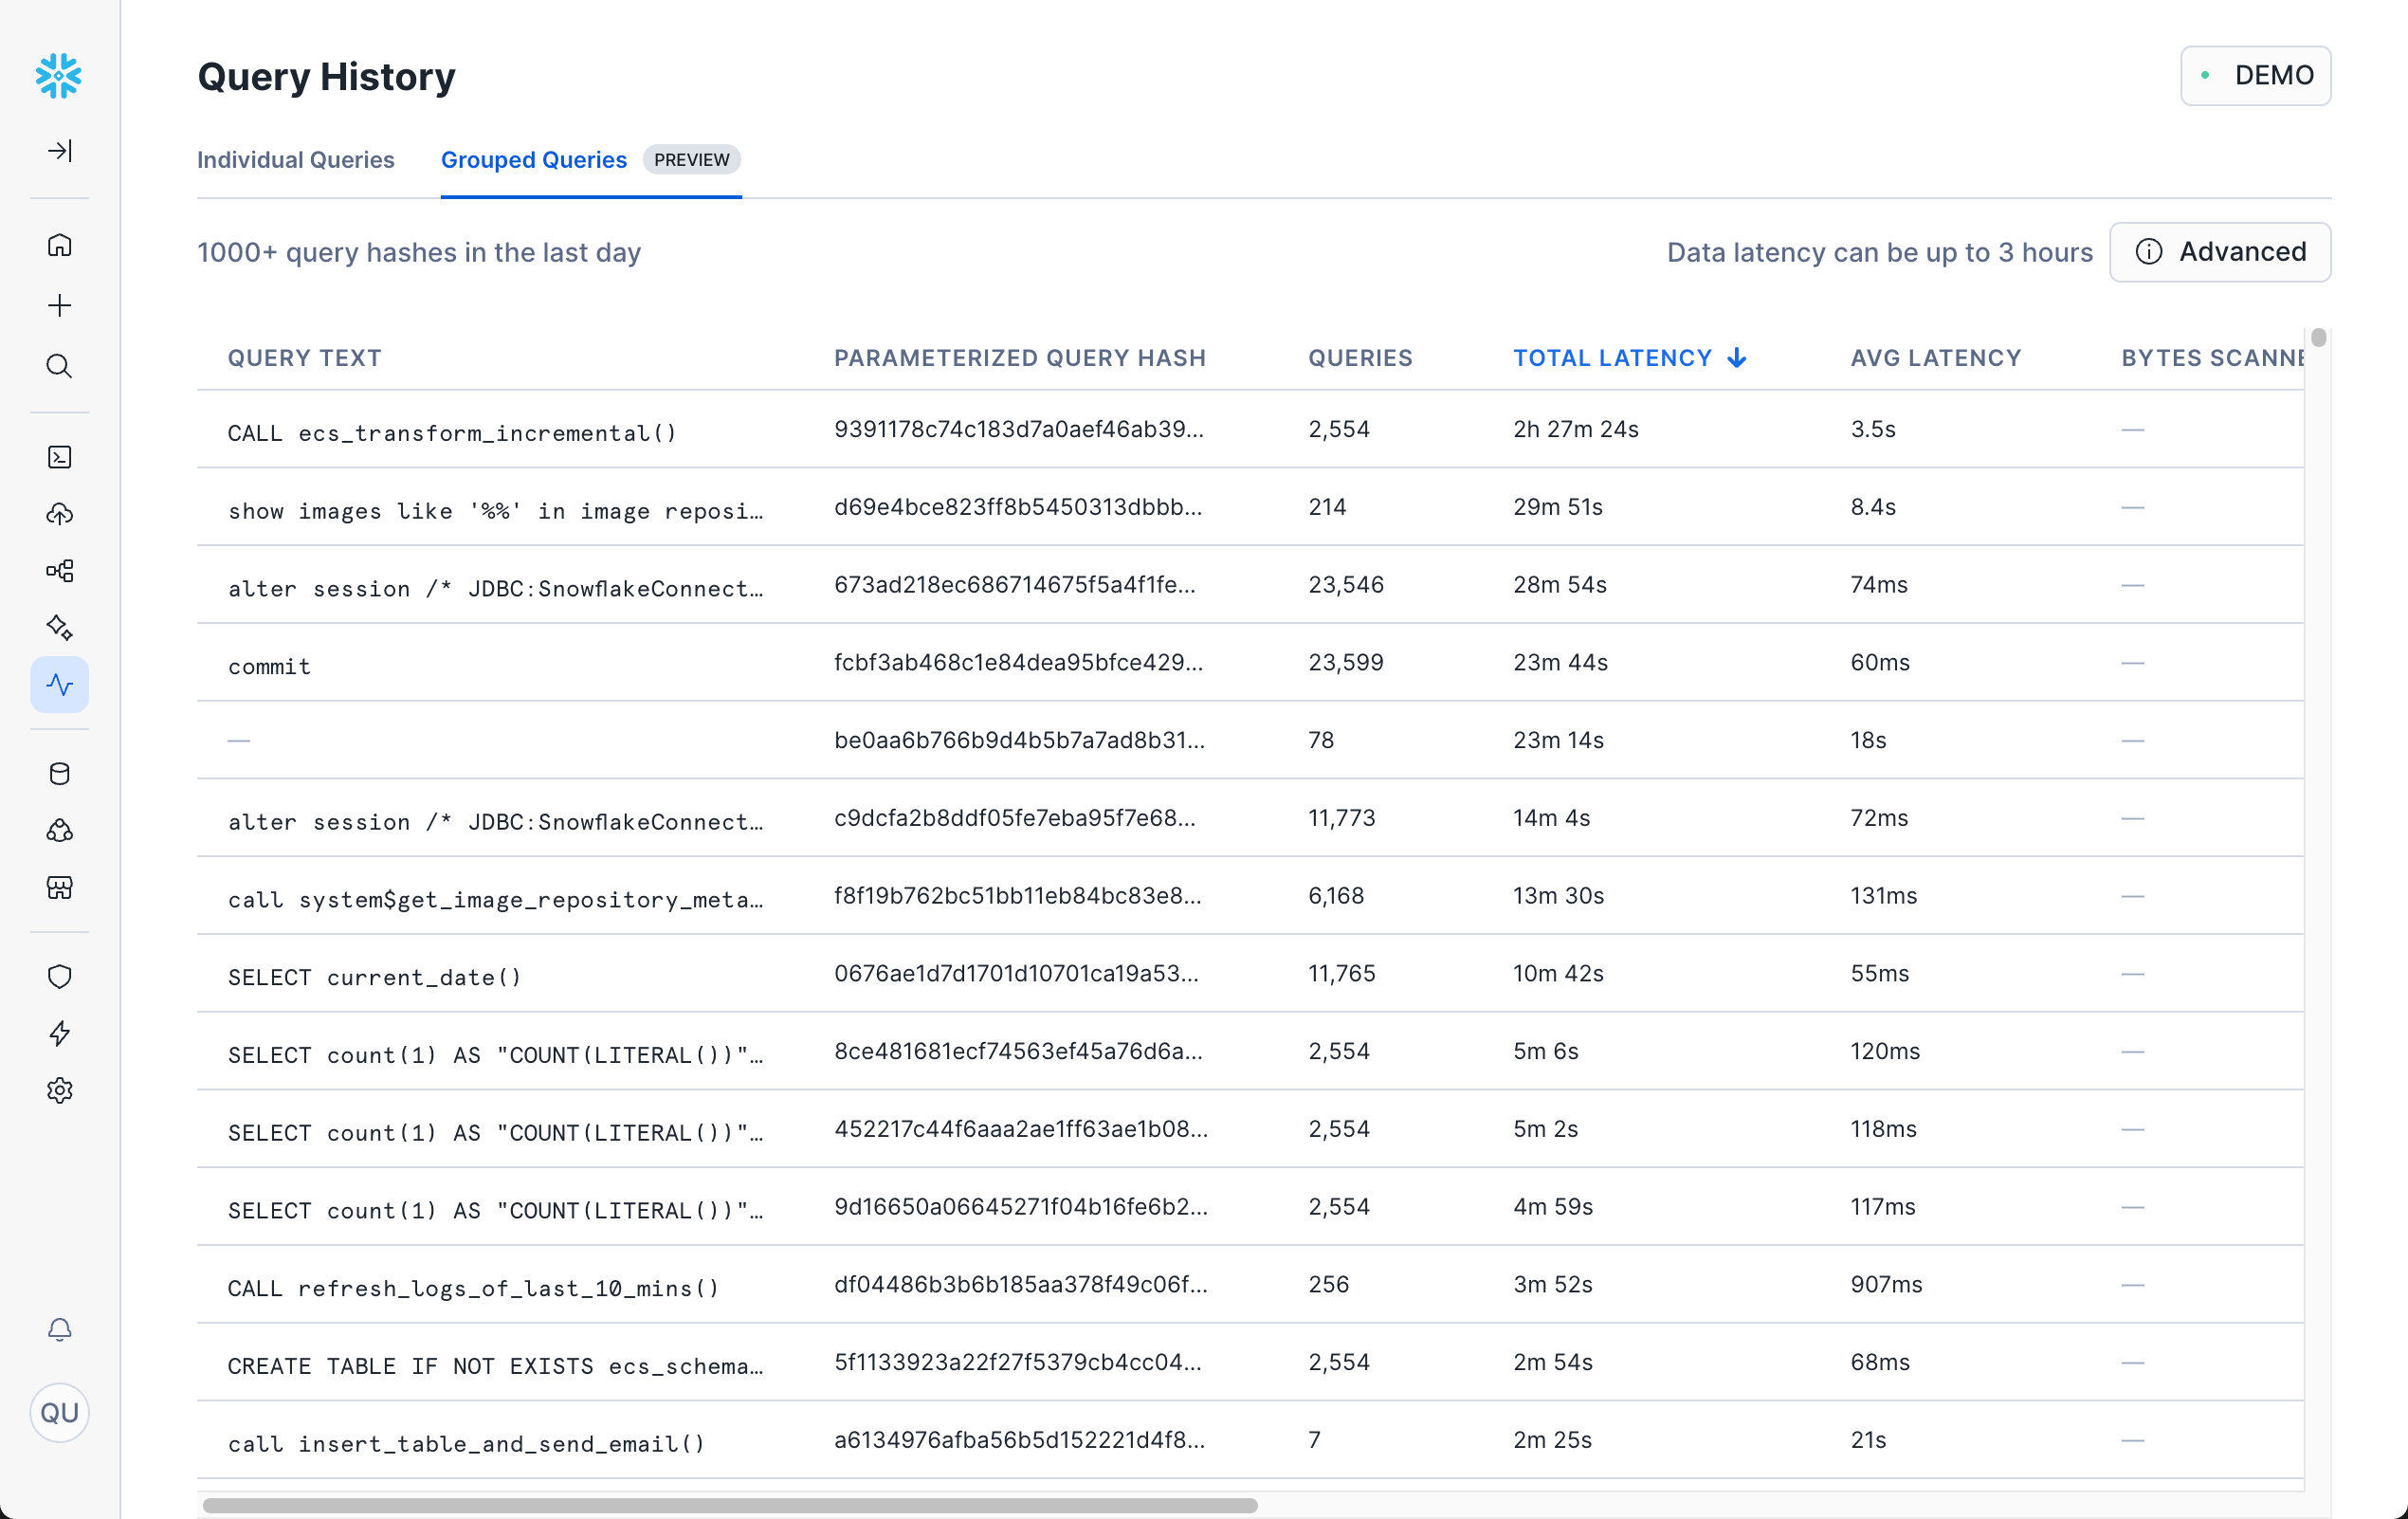 Query History
DEMO
Individual Queries Grouped Queries PREVIEW
1000+ query hashes in the last day Data latency can be up to 3 hours Advanced
QUERY TEXT PARAMETERIZED QUERY HASH QUERIES TOTAL LATENCY AVG LATENCY BYTES SCANNE
CALL ecs_transform_incremental() 9391178c74c183d7a0aef46ab39... 2,554 2h 27m 24s 3.5s —
show images like '%%' in image reposi... d69e4bce823ff8b5450313dbbb... 214 29m 51s 8.4s —
alter session /* JDBC:SnowflakeConnect... 673ad218ec686714675f5a4f1fe... 23,546 28m 54s 74ms —
commit fcbf3ab468c1e84dea95bfce429... 23,599 23m 44s 60ms —
— be0aa6b766b9d4b5b7a7ad8b31... 78 23m 14s 18s —
alter session /* JDBC:SnowflakeConnect... c9dcfa2b8ddf05fe7eba95f7e68... 11,773 14m 4s 72ms —
call system$get_image_repository_meta... f8f19b762bc51bb11eb84bc83e8... 6,168 13m 30s 131ms —
SELECT current_date() 0676ae1d7d1701d10701ca19a53... 11,765 10m 42s 55ms —
SELECT count(1) AS "COUNT(LITERAL())"... 8ce481681ecf74563ef45a76d6a... 2,554 5m 6s 120ms —
SELECT count(1) AS "COUNT(LITERAL())"... 452217c44f6aaa2ae1ff63ae1b08... 2,554 5m 2s 118ms —
SELECT count(1) AS "COUNT(LITERAL())"... 9d16650a06645271f04b16fe6b2... 2,554 4m 59s 117ms —
CALL refresh_logs_of_last_10_mins() df04486b3b6b185aa378f49c06f... 256 3m 52s 907ms —
CREATE TABLE IF NOT EXISTS ecs_schema... 5f1133923a22f27f5379cb4cc04... 2,554 2m 54s 68ms —
call insert_table_and_send_email() a6134976afba56b5d152221d4f8... 7 2m 25s 21s —
QU